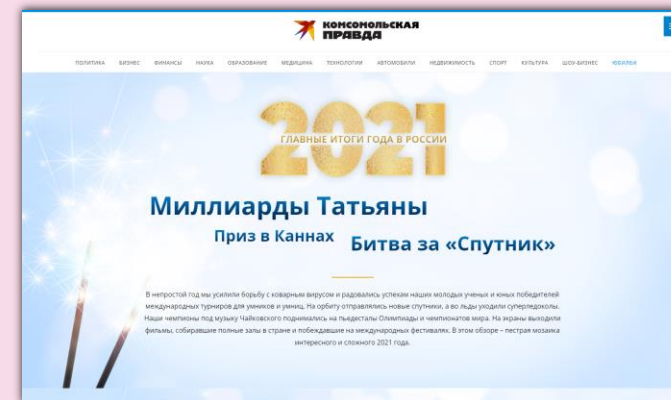 КОМСОМОЛЬСКАЯ
ПРАВДА
ПОЛИТИКА БИЗНЕС ФИНАНСЫ НАУКА ОБРАЗОВАНИЕ МЕДИЦИНА ТЕХНОЛОГИИ АВТОМОБИЛИ НЕДВИЖИМОСТЬ СПОРТ КУЛЬТУРА ШОУ-БИЗНЕС ЮБИЛЕИ
2021
ГЛАВНЫЕ ИТОГИ ГОДА В РОССИИ
Миллиарды Татьяны
Приз в Каннах Битва за «Спутник»
В непростой год мы усилили борьбу с коварным вирусом и радовались успехам наших молодых ученых и юных победителей
международных турниров для умников и умниц. На орбиту отправлялись новые спутники, а во льды уходили суперледоколы.
Наши чемпионы под музыку Чайковского поднимались на пьедесталы Олимпиады и чемпионатов мира. На экраны выходили
фильмы, собиравшие полные залы в стране и побеждавшие на международных фестивалях. В этом обзоре – пестрая мозаика
интересного и сложного 2021 года.